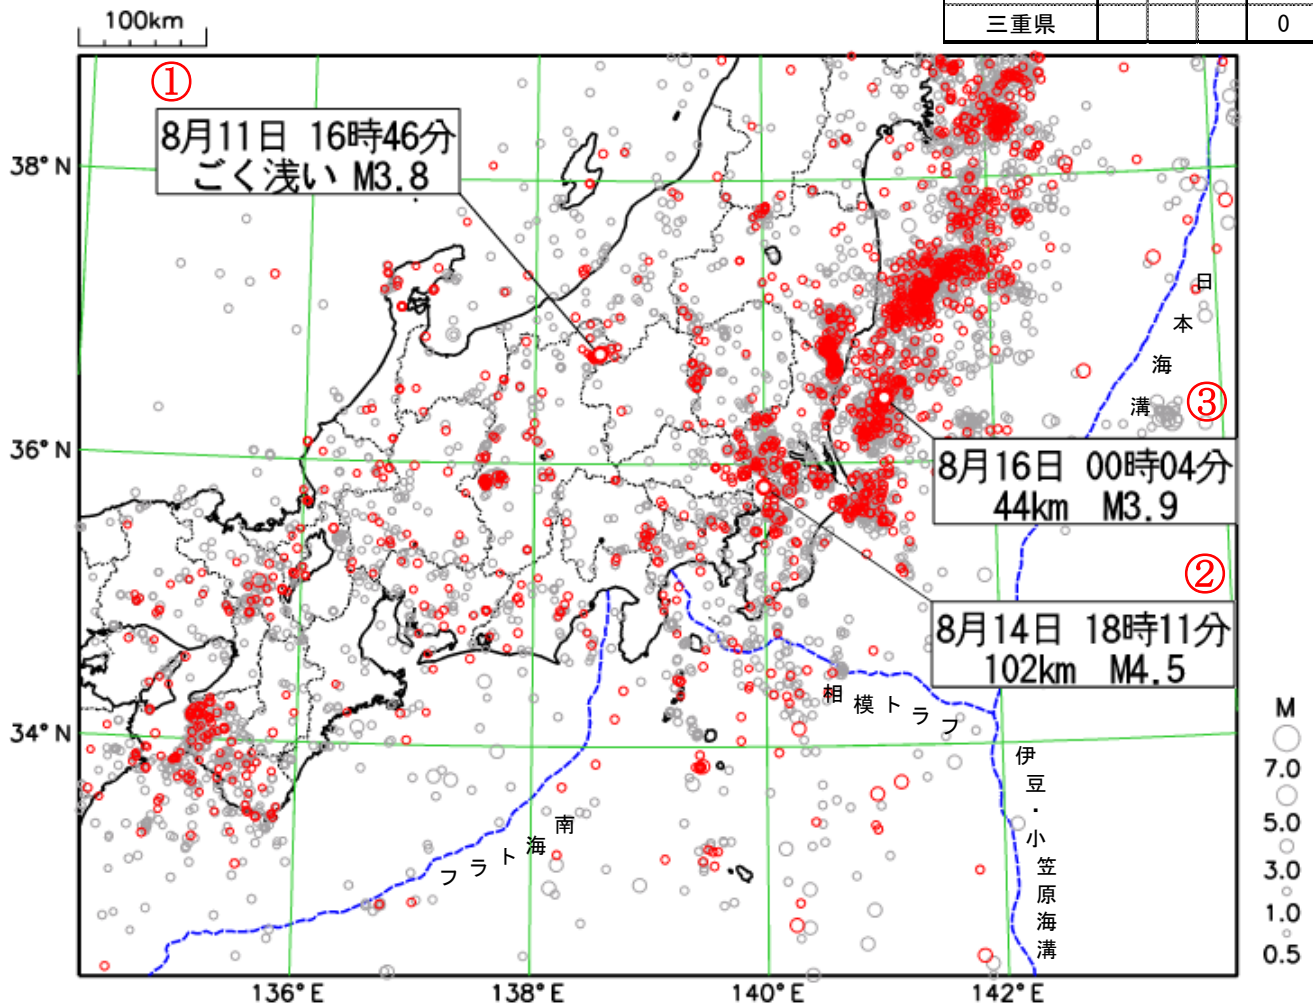 三重県 0
100km
①
8月11日 16時46分
ごく浅い M3.8
38°N
36°N
34°N
日本海溝
③
8月16日 00時04分
44km M3.9
②
8月14日 18時11分
102km M4.5
相模トラフ
伊豆・小笠原海溝
南海トラフ
M
7.0
5.0
3.0
1.0
0.5
136°E
138°E
140°E
142°E